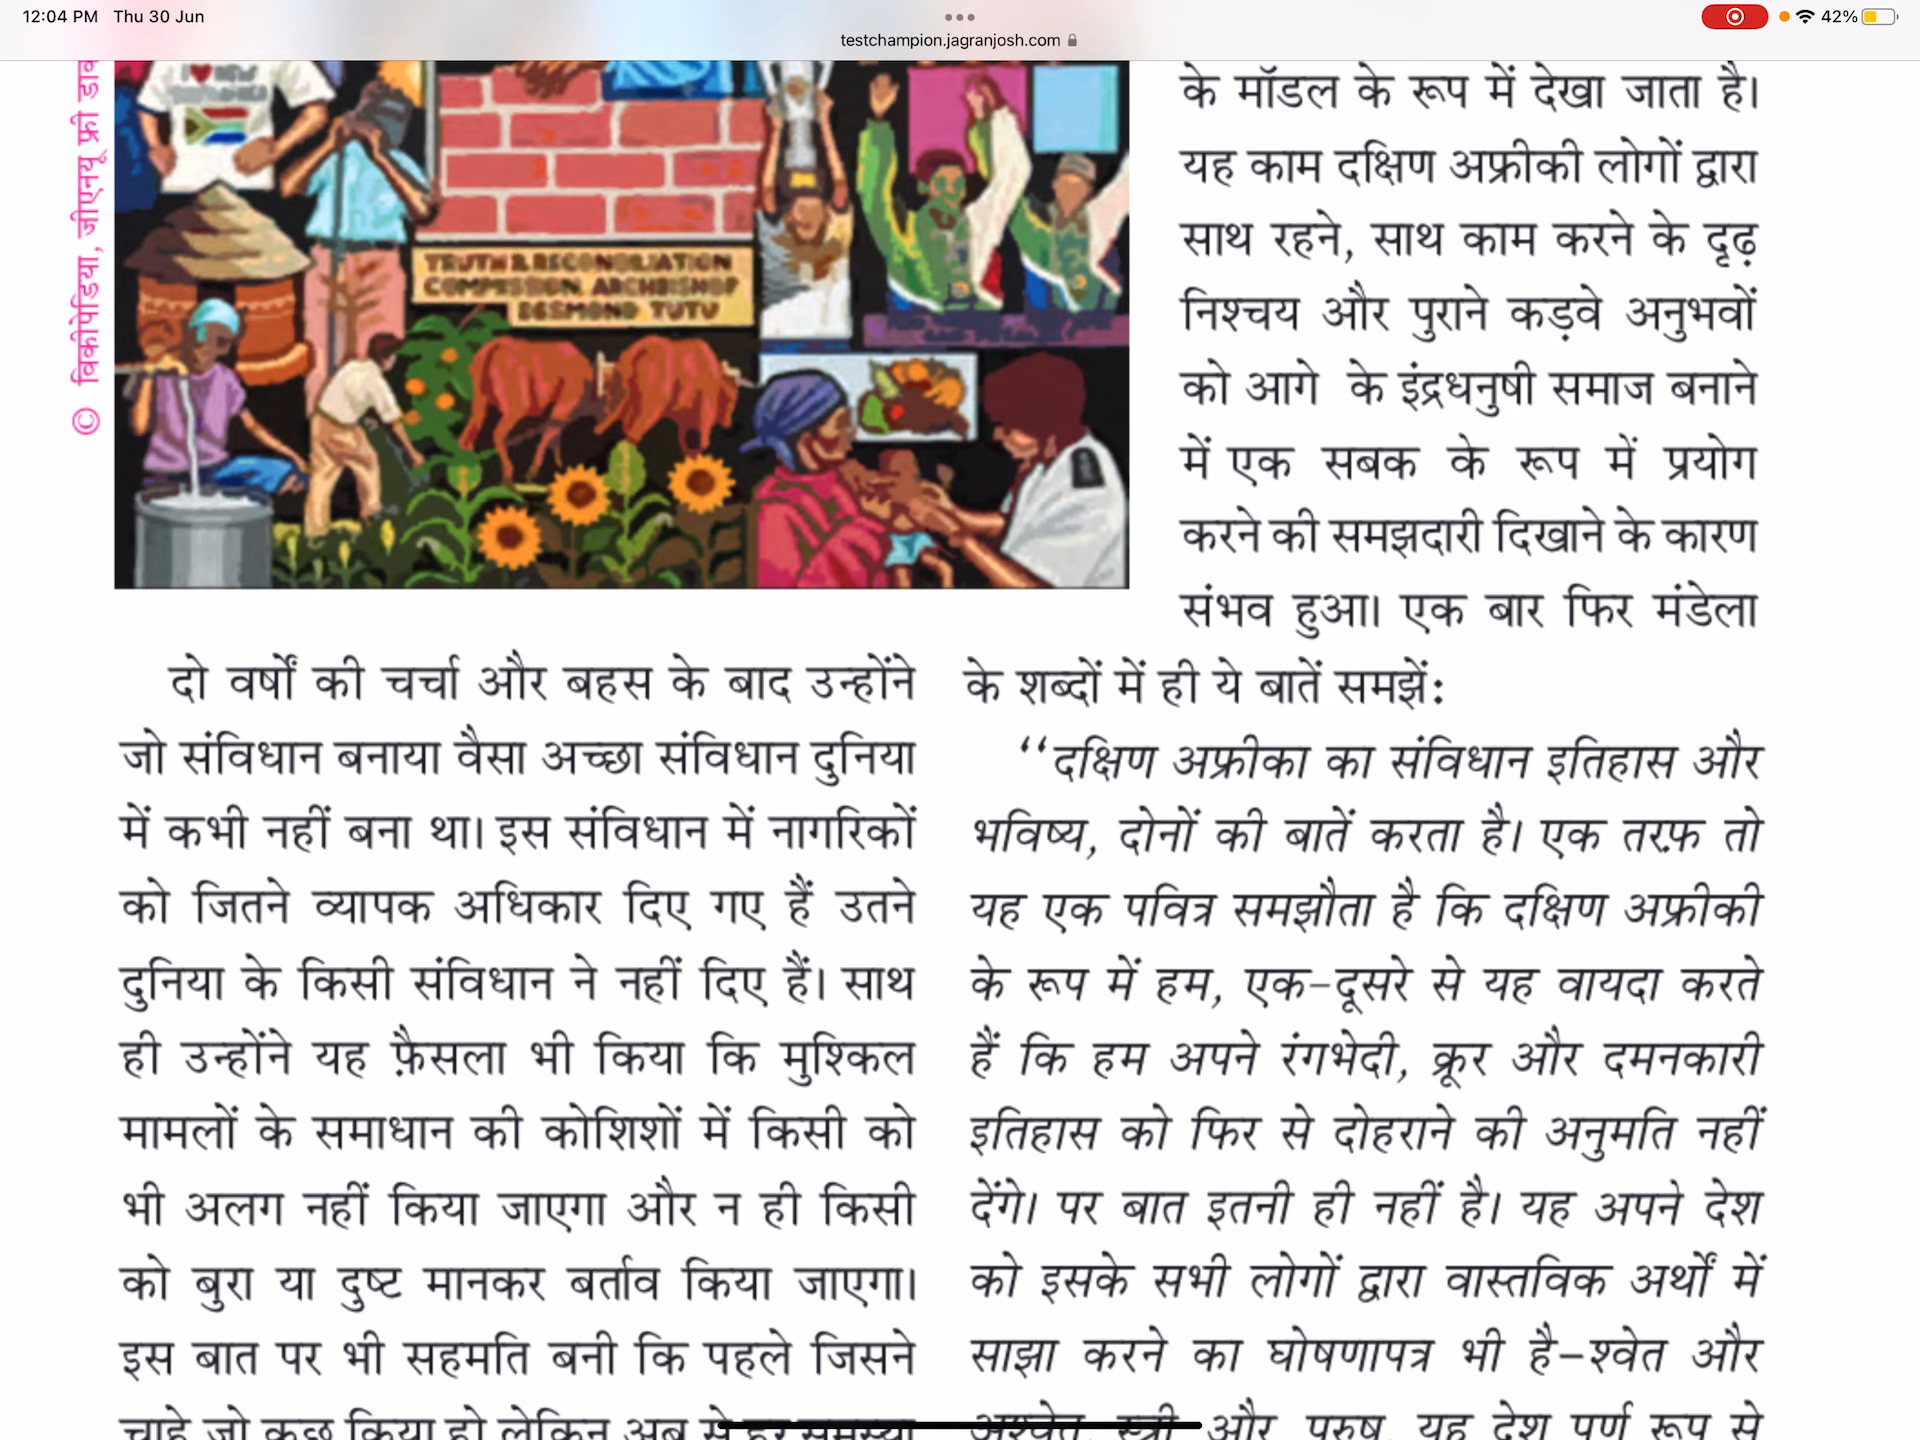 12:04 PM Thu 30 Jun
42%
testchampion.jagranjosh.com
© विकीपीडिया, जीएनयू फ्री
TRUTH & RECONCILIATION
COMMISSION ARCHBISHOP
DESMOND TUTU
दो वर्षों की चर्चा और बहस के बाद उन्होंने
जो संविधान बनाया वैसा अच्छा संविधान दुनिया
में कभी नहीं बना था। इस संविधान में नागरिकों
को जितने व्यापक अधिकार दिए गए हैं उतने
दुनिया के किसी संविधान ने नहीं दिए हैं। साथ
ही उन्होंने यह फ़ैसला भी किया कि मुश्किल
मामलों के समाधान की कोशिशों में किसी को
भी अलग नहीं किया जाएगा और न ही किसी
को बुरा या दुष्ट मानकर बर्ताव किया जाएगा।
इस बात पर भी सहमति बनी कि पहले जिसने
चाहे जो कुछ किया हो लेकिन अब से हर समस्या
के मॉडल के रूप में देखा जाता है।
यह काम दक्षिण अफ्रीकी लोगों द्वारा
साथ रहने, साथ काम करने के दृढ़
निश्चय और पुराने कड़वे अनुभवों
को आगे के इंद्रधनुषी समाज बनाने
में एक सबक के रूप में प्रयोग
करने की समझदारी दिखाने के कारण
संभव हुआ। एक बार फिर मंडेला
के शब्दों में ही ये बातें समझें:
‘‘दक्षिण अफ्रीका का संविधान इतिहास और
भविष्य, दोनों की बातें करता है। एक तरफ़ तो
यह एक पवित्र समझौता है कि दक्षिण अफ्रीकी
के रूप में हम, एक-दूसरे से यह वायदा करते
हैं कि हम अपने रंगभेदी, क्रूर और दमनकारी
इतिहास को फिर से दोहराने की अनुमति नहीं
देंगे। पर बात इतनी ही नहीं है। यह अपने देश
को इसके सभी लोगों द्वारा वास्तविक अर्थों में
साझा करने का घोषणापत्र भी है–श्वेत और
अश्वेत, स्त्री और पुरुष, यह देश पूर्ण रूप से